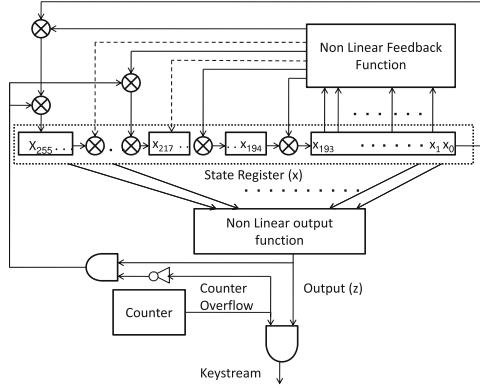 Non Linear Feedback
Function
X255 . . . X217 . . . . X194 X193 . . . . . . X1 X0
State Register (x)
. . . . . . . . . .
Non Linear output
function
Counter
Overflow
Output (z)
Counter
Keystream